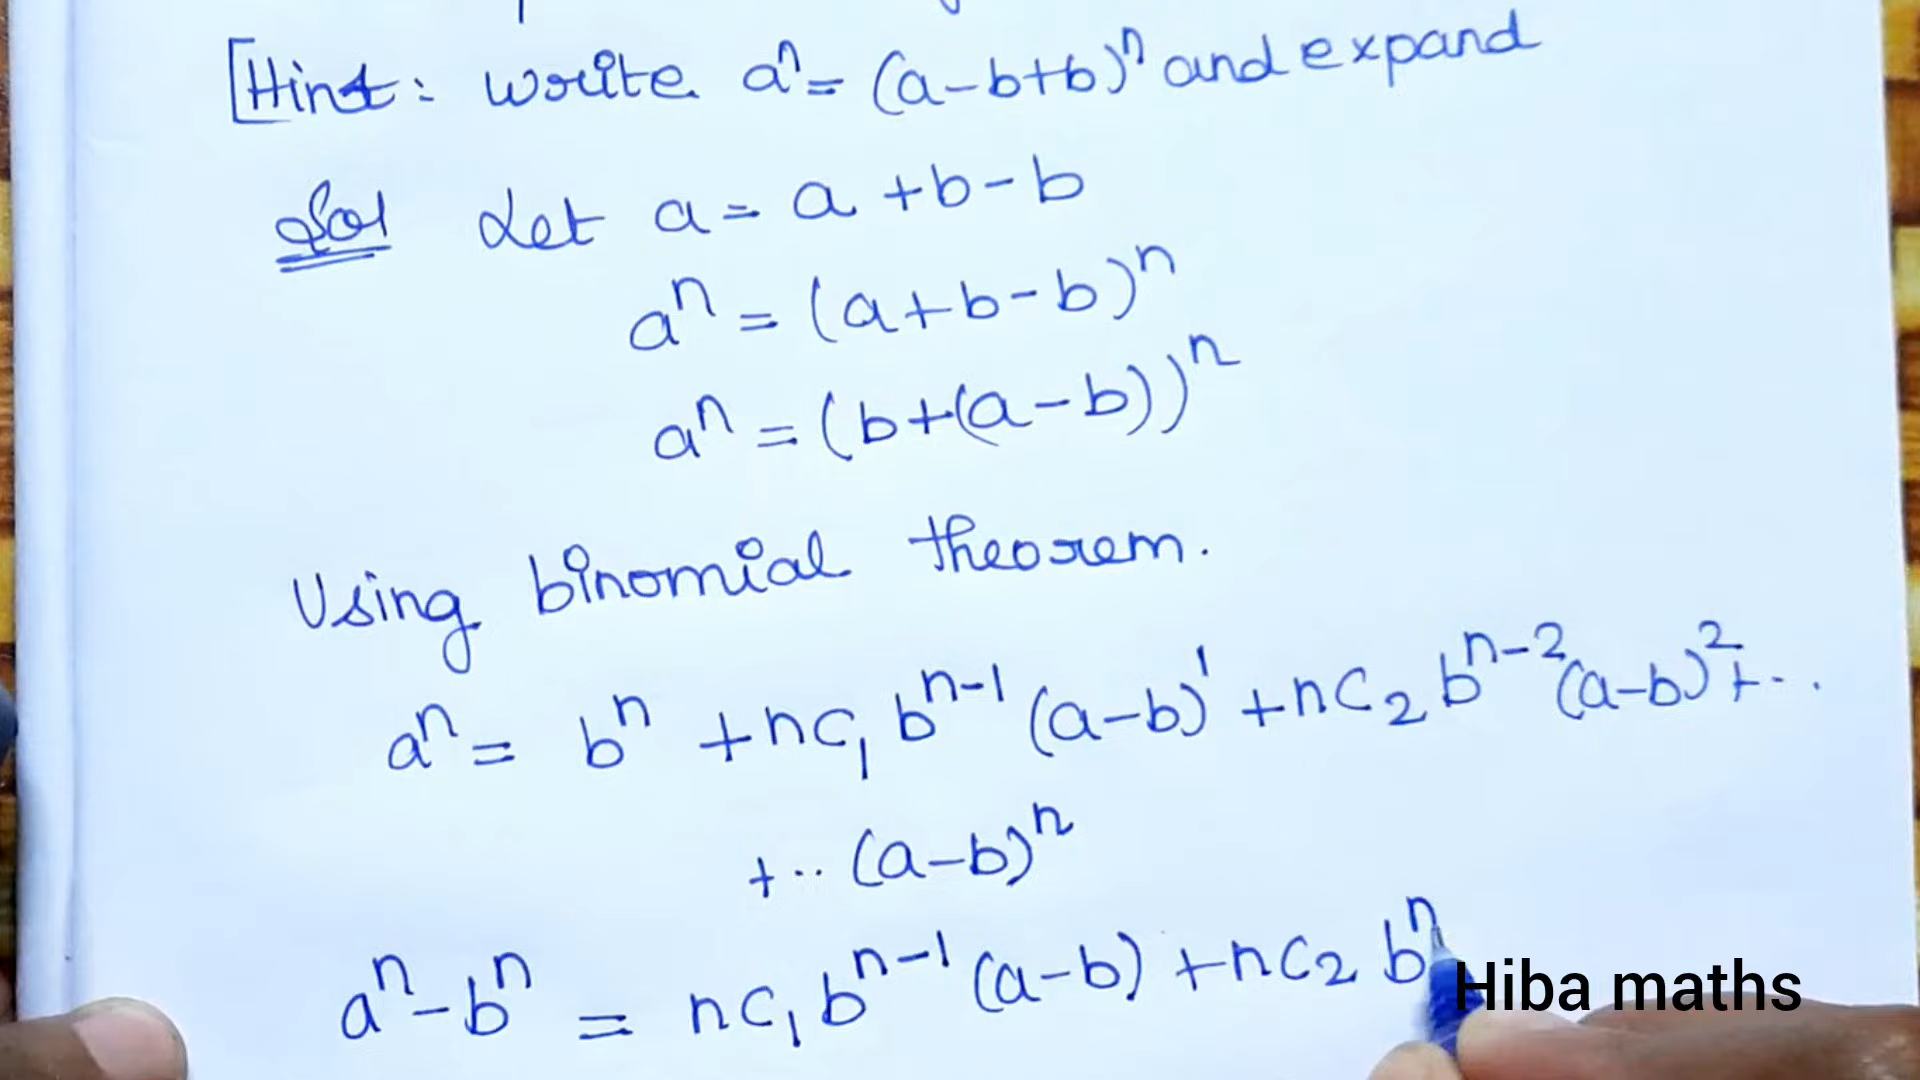 [Hint: write aⁿ = (a-b+b)ⁿ and expand
Sol Let a = a + b - b
aⁿ = (a+b-b)ⁿ
aⁿ = (b+(a-b))ⁿ
Using binomial theorem.
aⁿ = bⁿ + nc₁ bⁿ⁻¹ (a-b)¹ + nc₂ bⁿ⁻² (a-b)² + ...
+ .. (a-b)ⁿ
aⁿ - bⁿ = nc₁ bⁿ⁻¹ (a-b) + nc₂ bⁿ
Hiba maths